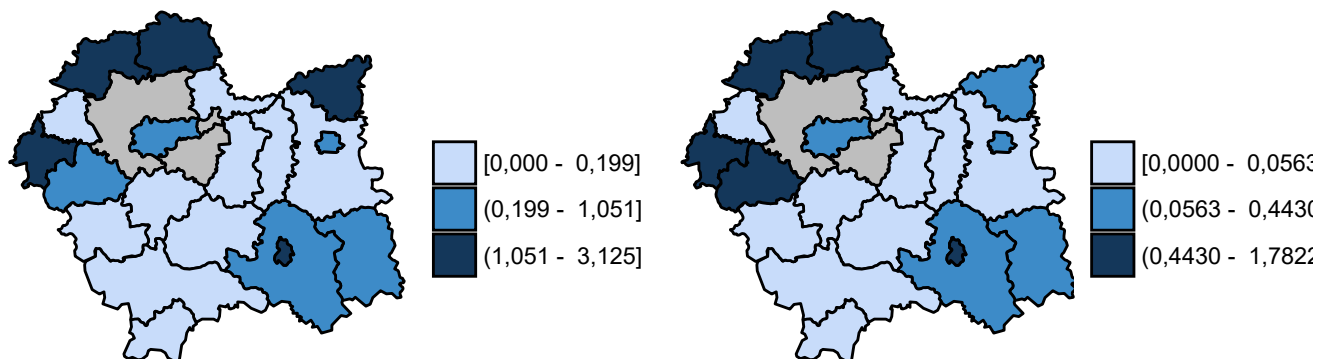 [0,000 - 0,199]
(0,199 - 1,051]
(1,051 - 3,125]
[0,0000 - 0,0563
(0,0563 - 0,4430
(0,4430 - 1,7822